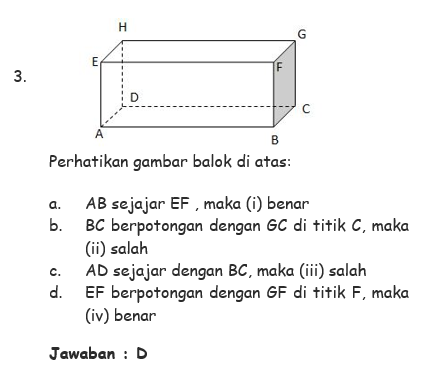 H
G
3.
E
F
D
C
A
B
Perhatikan gambar balok di atas:
a. AB sejajar EF , maka (i) benar
b. BC berpotongan dengan GC di titik C, maka
(ii) salah
c. AD sejajar dengan BC, maka (iii) salah
d. EF berpotongan dengan GF di titik F, maka
(iv) benar
Jawaban : D